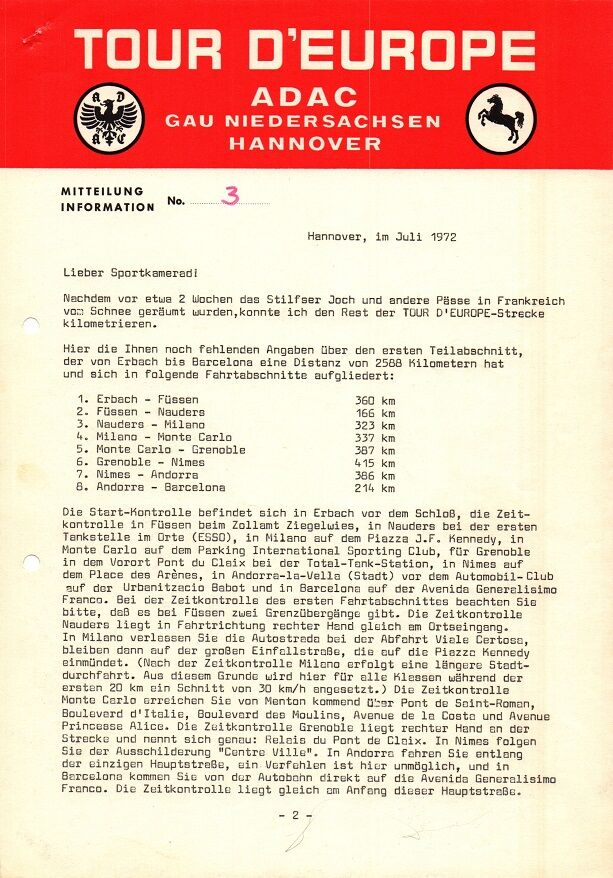 TOUR D'EUROPE
ADAC
GAU NIEDERSACHSEN
HANNOVER
A D
A C
MITTEILUNG
INFORMATION No. 3
Hannover, im Juli 1972
Lieber Sportkamerad!
Nachdem vor etwa 2 Wochen das Stilfser Joch und andere Pässe in Frankreich
vom Schnee geräumt wurden,konnte ich den Rest der TOUR D'EUROPE-Strecke
kilometrieren.
Hier die Ihnen noch fehlenden Angaben über den ersten Teilabschnitt,
der von Erbach bis Barcelona eine Distanz von 2588 Kilometern hat
und sich in folgende Fahrtabschnitte aufgliedert:
1. Erbach - Füssen 360 km
2. Füssen - Nauders 166 km
3. Nauders - Milano 323 km
4. Milano - Monte Carlo 337 km
5. Monte Carlo - Grenoble 387 km
6. Grenoble - Nimes 415 km
7. Nimes - Andorra 386 km
8. Andorra - Barcelona 214 km
Die Start-Kontrolle befindet sich in Erbach vor dem Schloß, die Zeit-
kontrolle in Füssen beim Zollamt Ziegelwies, in Nauders bei der ersten
Tankstelle im Orte (ESSO), in Milano auf dem Piazza J.F. Kennedy, in
Monte Carlo auf dem Parking International Sporting Club, für Grenoble
in dem Vorort Pont du Claix bei der Total-Tank-Station, in Nimes auf
dem Place des Arènes, in Andorra-la-Vella (Stadt) vor dem Automobil-Club
auf der Urbanitzacio Babot und in Barcelona auf der Avenida Generalisimo
Franco. Bei der Zeitkontrolle des ersten Fahrtabschnittes beachten Sie
bitte, daß es bei Füssen zwei Grenzübergänge gibt. Die Zeitkontrolle
Nauders liegt in Fahrtrichtung rechter Hand gleich am Ortseingang.
In Milano verlassen Sie die Autostrada bei der Abfahrt Viale Certosa,
bleiben dann auf der großen Einfallstraße, die auf die Piazza Kennedy
einmündet. (Nach der Zeitkontrolle Milano erfolgt eine längere Stadt-
durchfahrt. Aus diesem Grunde wird hier für alle Klassen während der
ersten 20 km ein Schnitt von 30 km/h angesetzt.) Die Zeitkontrolle
Monte Carlo erreichen Sie von Menton kommend über Pont de Saint-Roman,
Boulevard d'Italie, Boulevard des Moulins, Avenue de la Costa und Avenue
Princesse Alice. Die Zeitkontrolle Grenoble liegt rechter Hand an der
Strecke und nennt sich genau: Relais du Pont de Claix. In Nimes folgen
Sie der Ausschilderung "Centre Ville". In Andorra fahren Sie entlang
der einzigen Hauptstraße, ein Verfehlen ist hier unmöglich, und in
Barcelona kommen Sie von der Autobahn direkt auf die Avenida Generalisimo
Franco. Die Zeitkontrolle liegt gleich am Anfang dieser Hauptstraße.
- 2 -